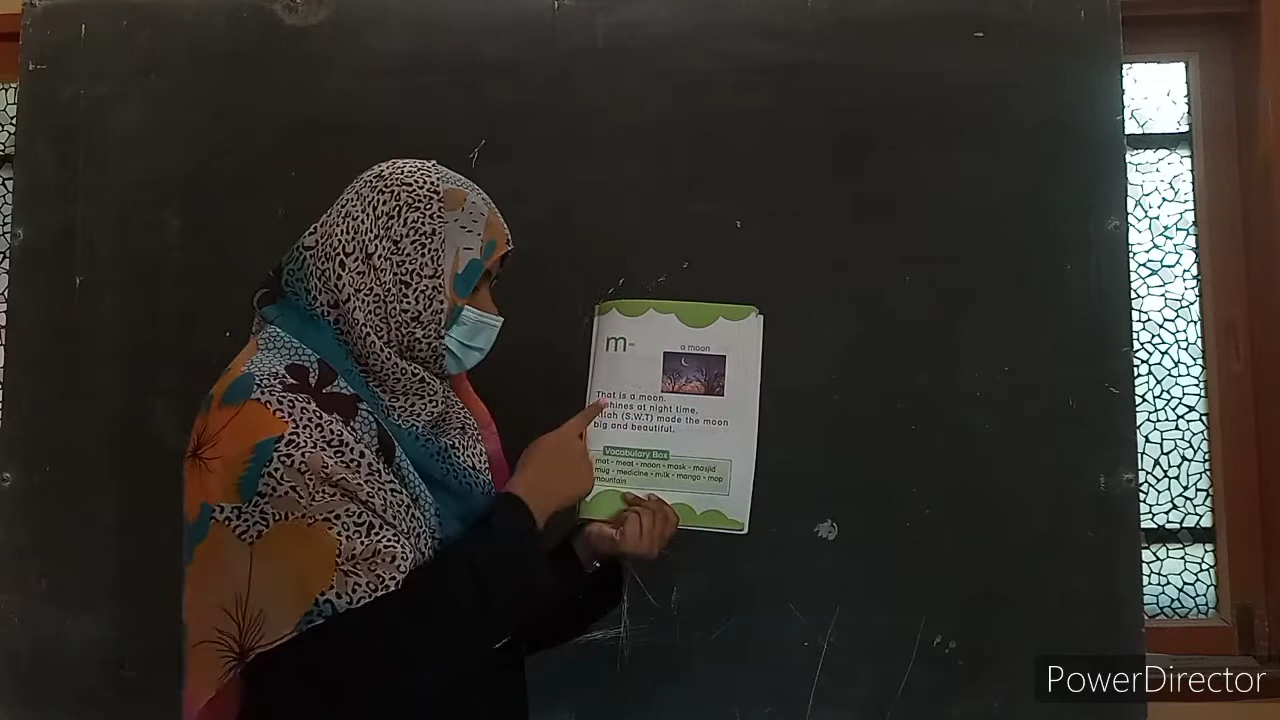 m-
a moon
That is a moon.
shines at night time,
Allah (S.W.T) made the moon
big and beautiful.
Vocabulary Box
mat - meat - moon - mask - masjid
mug - medicine - milk - mango - mop
mountain
PowerDirector